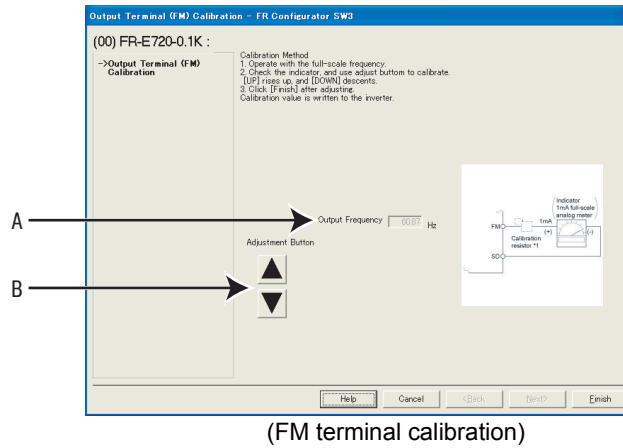 Output Terminal (FM) Calibration - FR Configurator SW3
(00) FR-E720-0.1K :
->Output Terminal (FM)
Calibration
Calibration Method
1. Operate with the full-scale frequency.
2. Check the indicator, and use adjust buttom to calibrate.
[UP] rises up, and [DOWN] descents.
3. Click [Finish] after adjusting.
Calibration value is written to the inverter.
A
Output Frequency 60.87 Hz
Adjustment Button
B
Indicator
1mA full-scale
analog meter
FM
1mA
(+)
(-)
Calibration
resistor *1
SD
Help
Cancel
<Back
Next>
Finish
(FM terminal calibration)